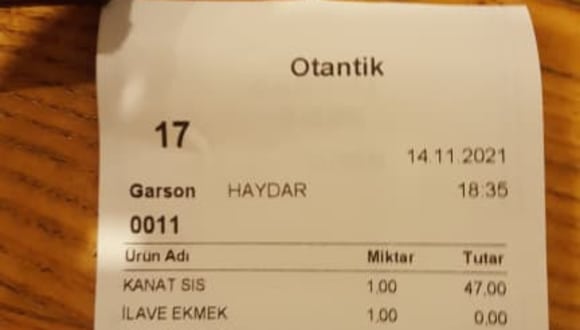 Otantik
17
14.11.2021
Garson HAYDAR 18:35
0011
Ürün Adı Miktar Tutar
KANAT SIS 1,00 47,00
İLAVE EKMEK 1,00 0,00